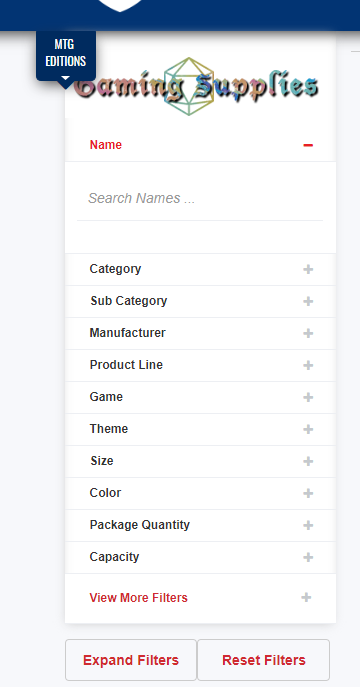 MTG
EDITIONS
Gaming Supplies
Name
Search Names ...
Category
Sub Category
Manufacturer
Product Line
Game
Theme
Size
Color
Package Quantity
Capacity
View More Filters
Expand Filters
Reset Filters